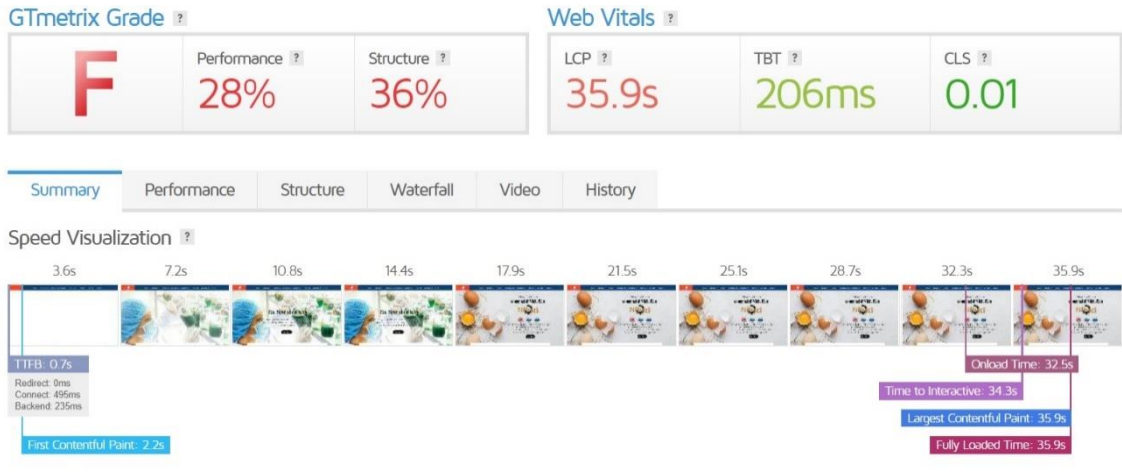 GTmetrix Grade ?
Web Vitals ?
F
Performance ?
28%
Structure ?
36%
LCP ?
35.9s
TBT ?
206ms
CLS ?
0.01
Summary Performance Structure Waterfall Video History
Speed Visualization ?
3.6s 7.2s 10.8s 14.4s 17.9s 21.5s 25.1s 28.7s 32.3s 35.9s
TTFB: 0.7s
Redirect: 0ms
Connect: 495ms
Backend: 235ms
First Contentful Paint: 2.2s
Onload Time: 32.5s
Time to Interactive: 34.3s
Largest Contentful Paint: 35.9s
Fully Loaded Time: 35.9s